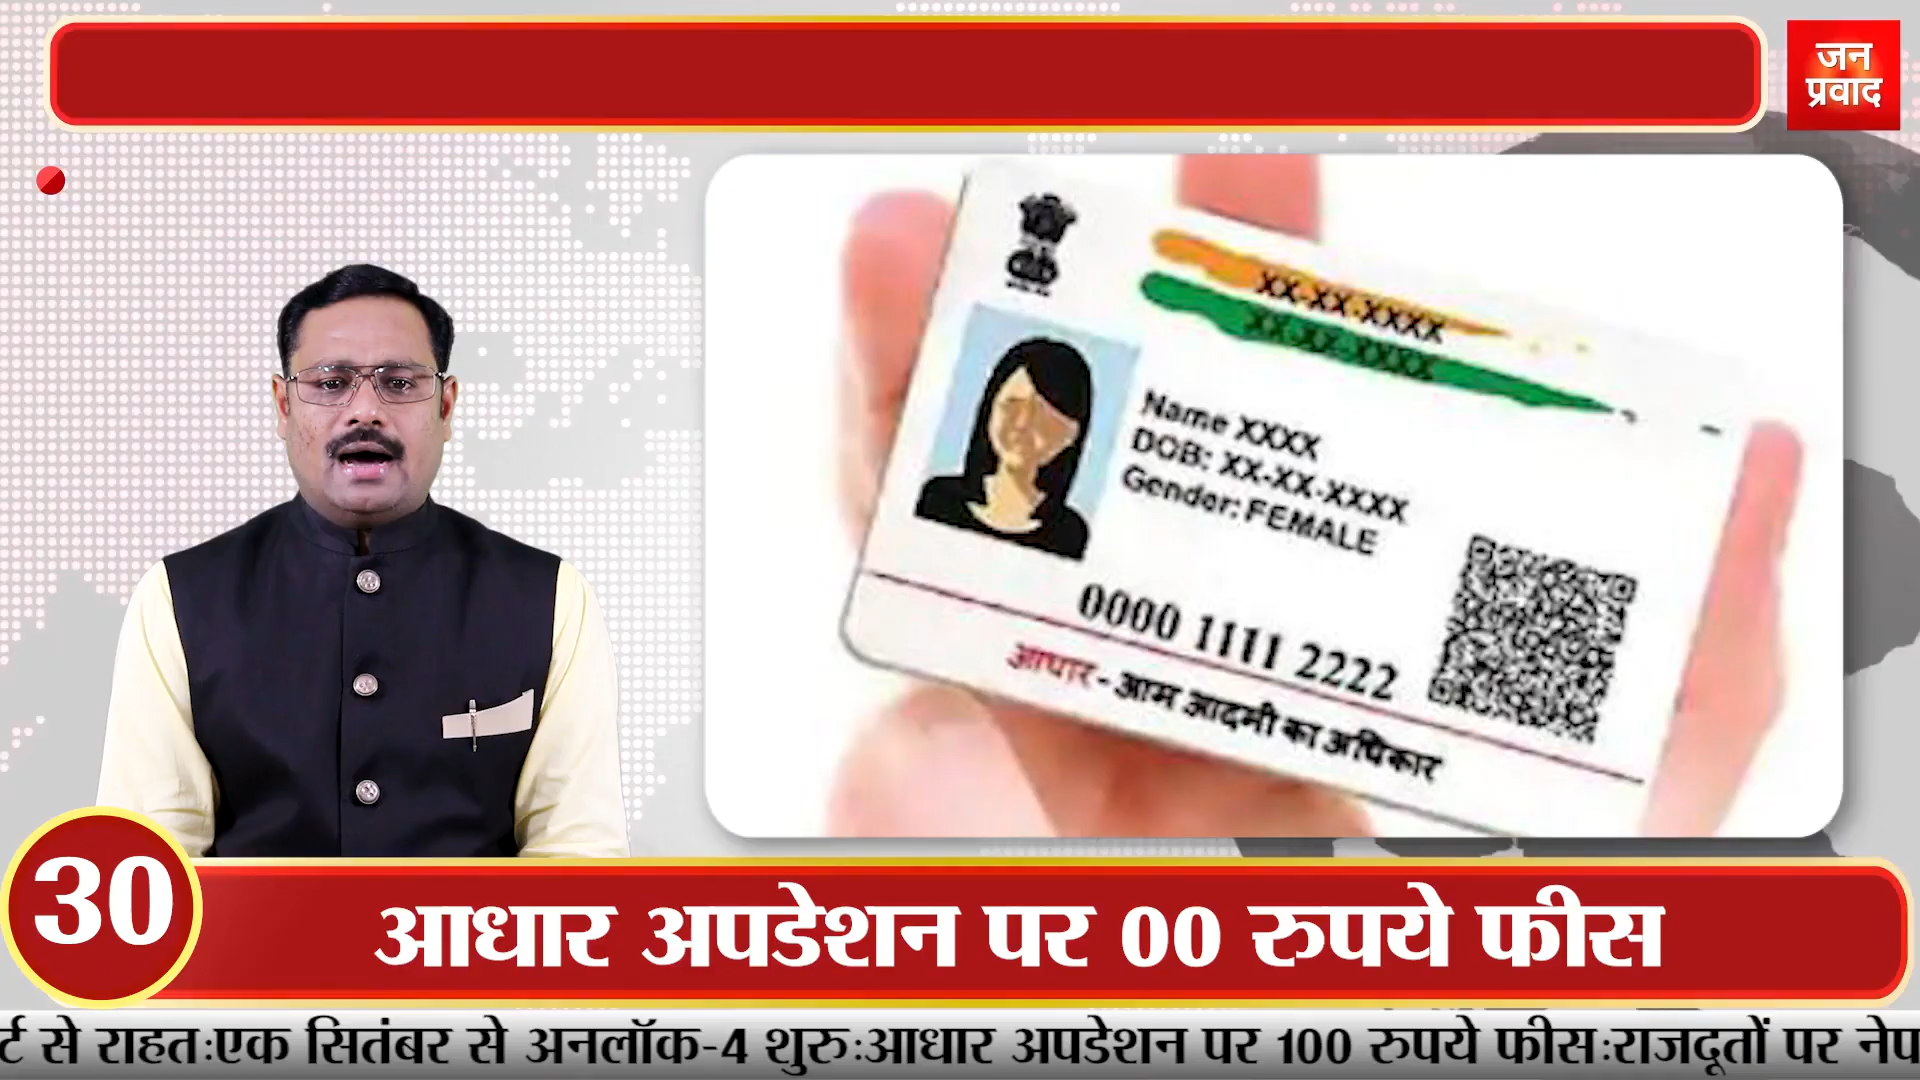 जन
प्रवाद
XX-XX-XXXX
XX-XX-XXXX
Name XXXX
DOB: XX-XX-XXXX
Gender: FEMALE
0000 1111 2222
आधार - आम आदमी का अधिकार
30
आधार अपडेशन पर 00 रुपये फीस
र्ट से राहत:एक सितंबर से अनलॉक-4 शुरु:आधार अपडेशन पर 100 रुपये फीस:राजदूतों पर नेप